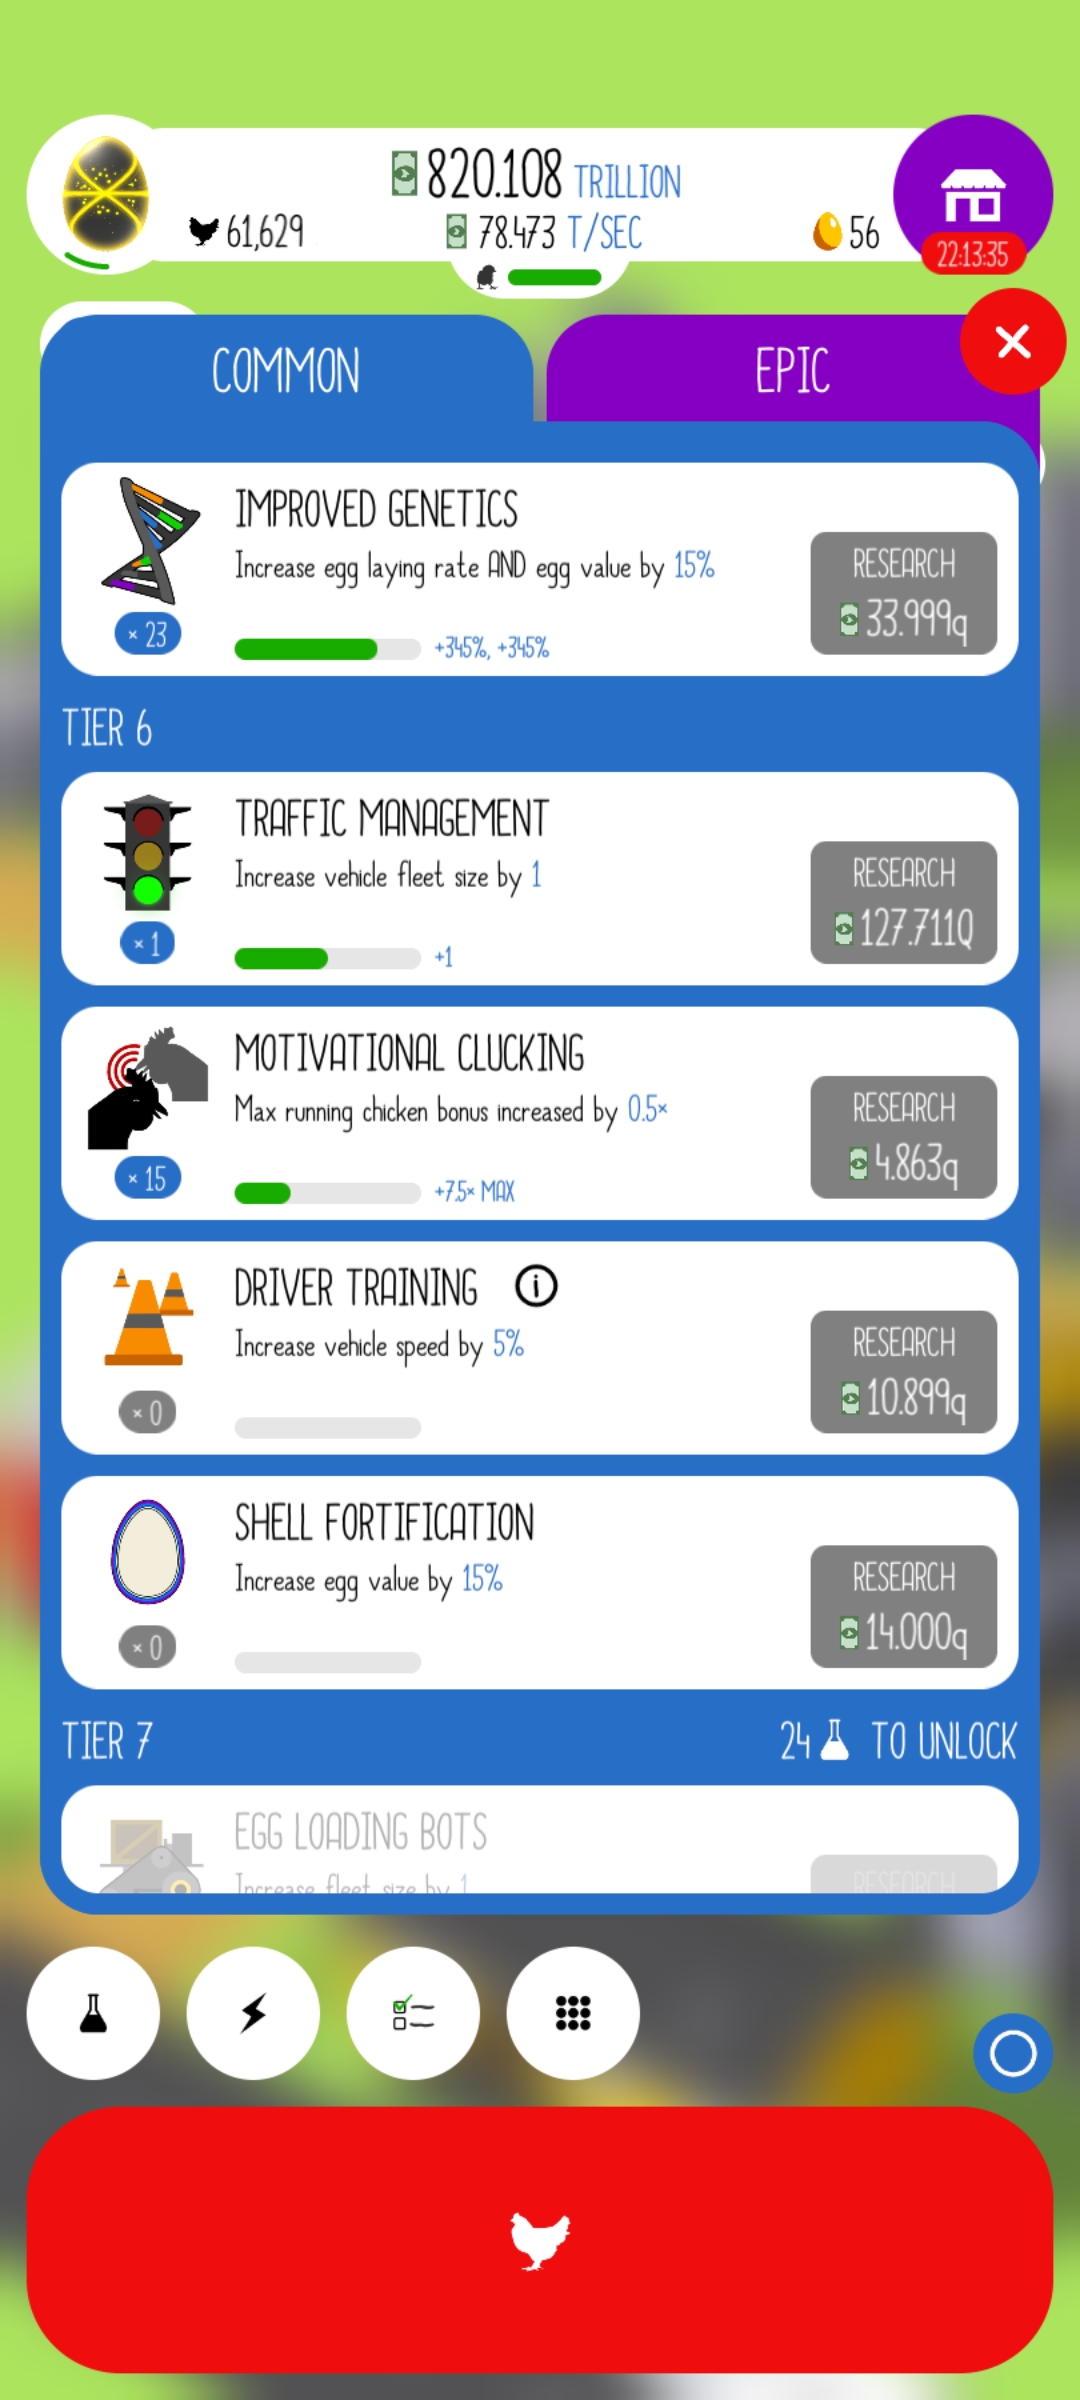 820.108 TRILLION
61,629
78.473 T/SEC
56
22:13:35
COMMON
EPIC
IMPROVED GENETICS
Increase egg laying rate AND egg value by 15%
RESEARCH
33.999q
× 23
+345%, +345%
TIER 6
TRAFFIC MANAGEMENT
Increase vehicle fleet size by 1
RESEARCH
127.711Q
× 1
+1
MOTIVATIONAL CLUCKING
Max running chicken bonus increased by 0.5×
RESEARCH
4.863q
× 15
+7.5× MAX
DRIVER TRAINING
Increase vehicle speed by 5%
RESEARCH
10.899q
× 0
SHELL FORTIFICATION
Increase egg value by 15%
RESEARCH
14.000q
× 0
TIER 7
24 TO UNLOCK
EGG LOADING BOTS
Increase fleet size by 1
RESEARCH